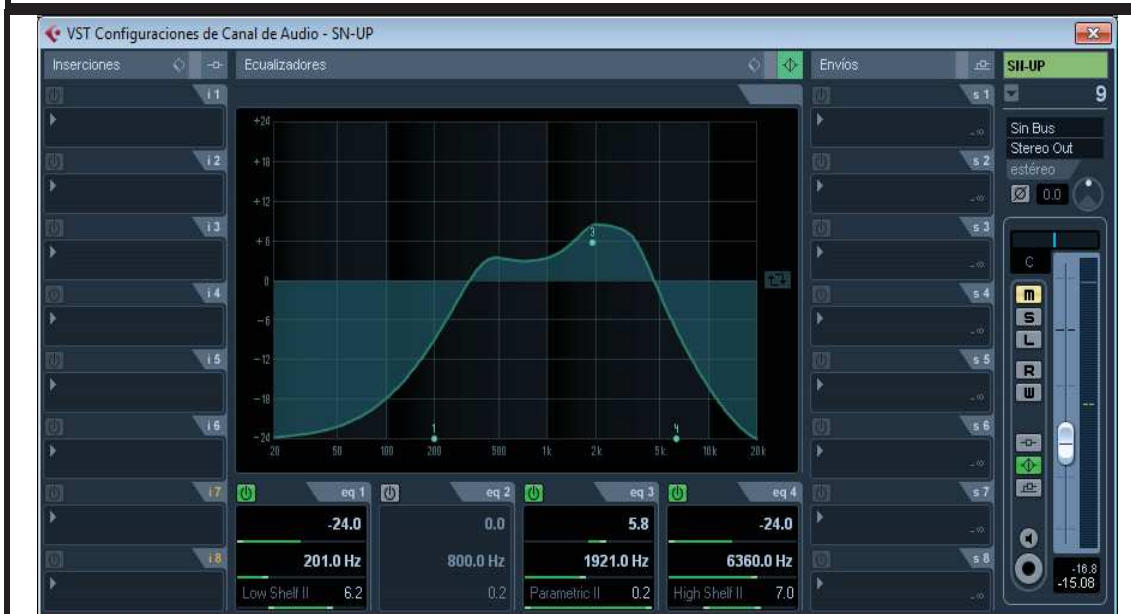 VST Configuraciones de Canal de Audio - SN-UP
Inserciones
Ecualizadores
Envíos
SN-UP
i 1
i 2
i 3
i 4
i 5
i 6
i 7
i 8
+24
+18
+12
+6
0
-6
-12
-18
-24
1
3
4
20 50 100 200 500 1k 2k 5k 10k 20k
eq 1
-24.0
201.0 Hz
Low Shelf II 6.2
eq 2
0.0
800.0 Hz
0.2
eq 3
5.8
1921.0 Hz
Parametric II 0.2
eq 4
-24.0
6360.0 Hz
High Shelf II 7.0
s 1
-∞
s 2
-∞
s 3
-∞
s 4
-∞
s 5
-∞
s 6
-∞
s 7
-∞
s 8
-∞
9
Sin Bus
Stereo Out
estéreo
0.0
C
m
S
L
R
W
-16.8
-15.08